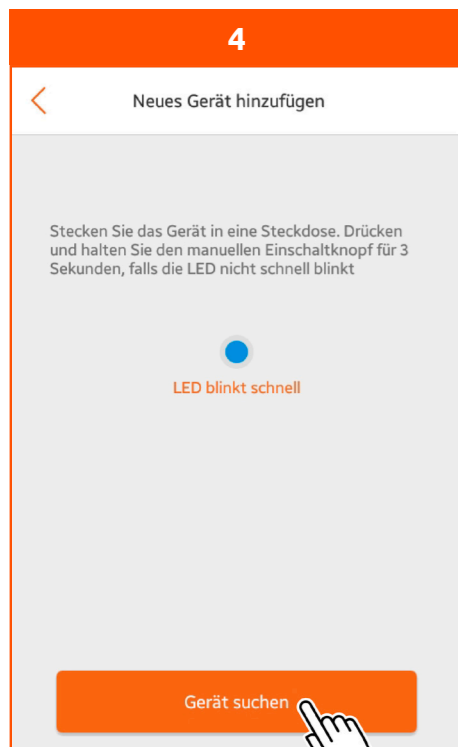 4
Neues Gerät hinzufügen
Stecken Sie das Gerät in eine Steckdose. Drücken
und halten Sie den manuellen Einschaltknopf für 3
Sekunden, falls die LED nicht schnell blinkt
LED blinkt schnell
Gerät suchen